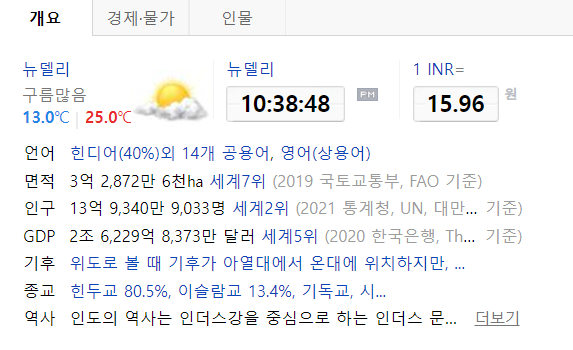 개요 경제·물가 인물
뉴델리 뉴델리 1 INR=
구름많음 10:38:48 PM 15.96 원
13.0℃ 25.0℃
언어 힌디어(40%)외 14개 공용어, 영어(상용어)
면적 3억 2,872만 6천ha 세계7위 (2019 국토교통부, FAO 기준)
인구 13억 9,340만 9,033명 세계2위 (2021 통계청, UN, 대만... 기준)
GDP 2조 6,229억 8,373만 달러 세계5위 (2020 한국은행, Th... 기준)
기후 위도로 볼 때 기후가 아열대에서 온대에 위치하지만, ...
종교 힌두교 80.5%, 이슬람교 13.4%, 기독교, 시...
역사 인도의 역사는 인더스강을 중심으로 하는 인더스 문... 더보기